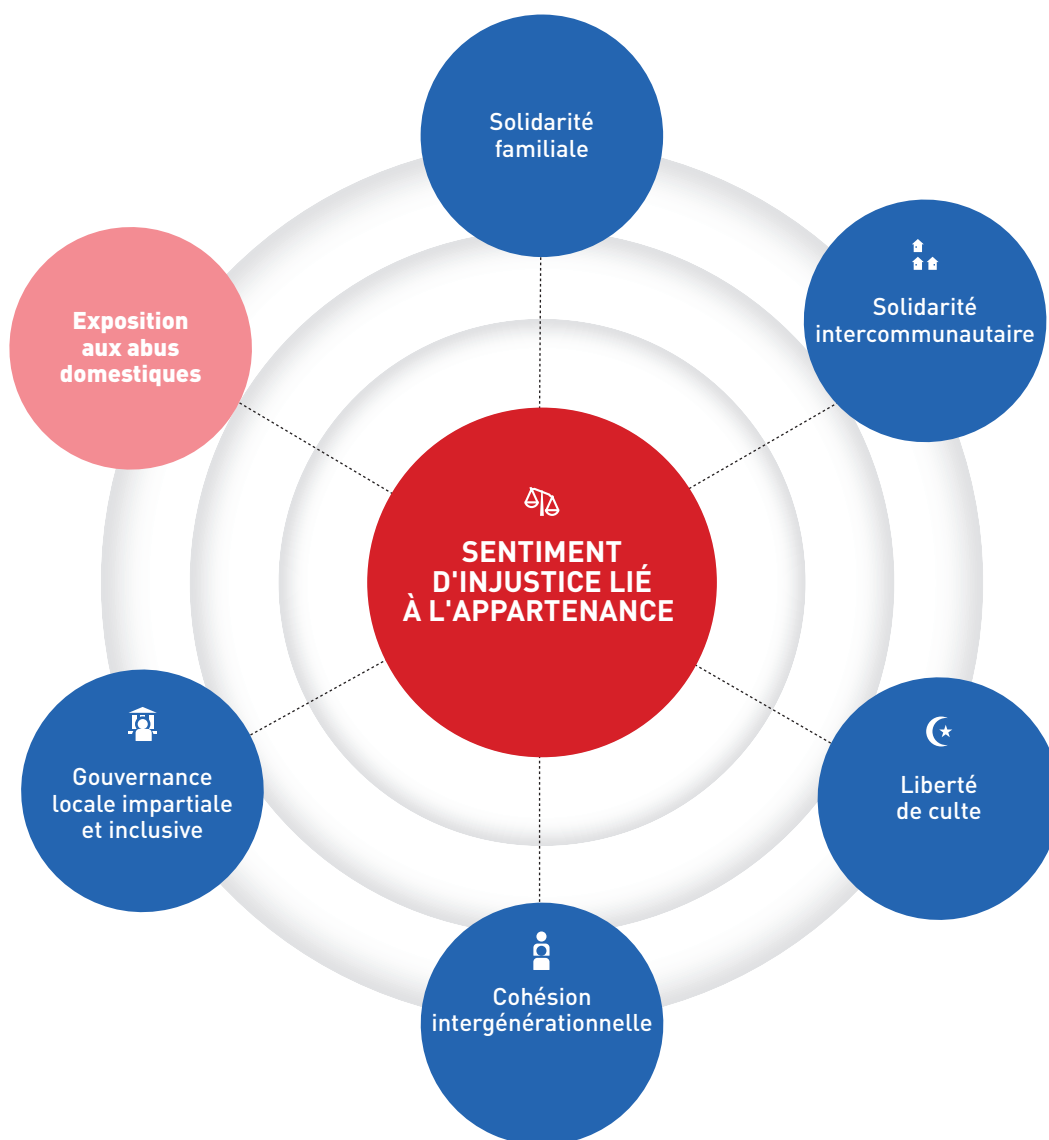 Solidarité
familiale
Solidarité
intercommunautaire
Exposition
aux abus
domestiques
SENTIMENT
D'INJUSTICE LIÉ
À L'APPARTENANCE
Gouvernance
locale impartiale
et inclusive
Liberté
de culte
Cohésion
intergénérationnelle